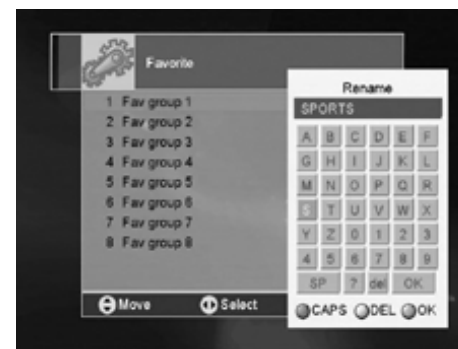 Favorite
1 Fav group 1
2 Fav group 2
3 Fav group 3
4 Fav group 4
5 Fav group 5
6 Fav group 6
7 Fav group 7
8 Fav group 8
Move Select
Rename
SPORTS
A B C D E F
G H I J K L
M N O P Q R
S T U V W X
Y Z 0 1 2 3
4 5 6 7 8 9
SP ? del OK
CAPS DEL OK